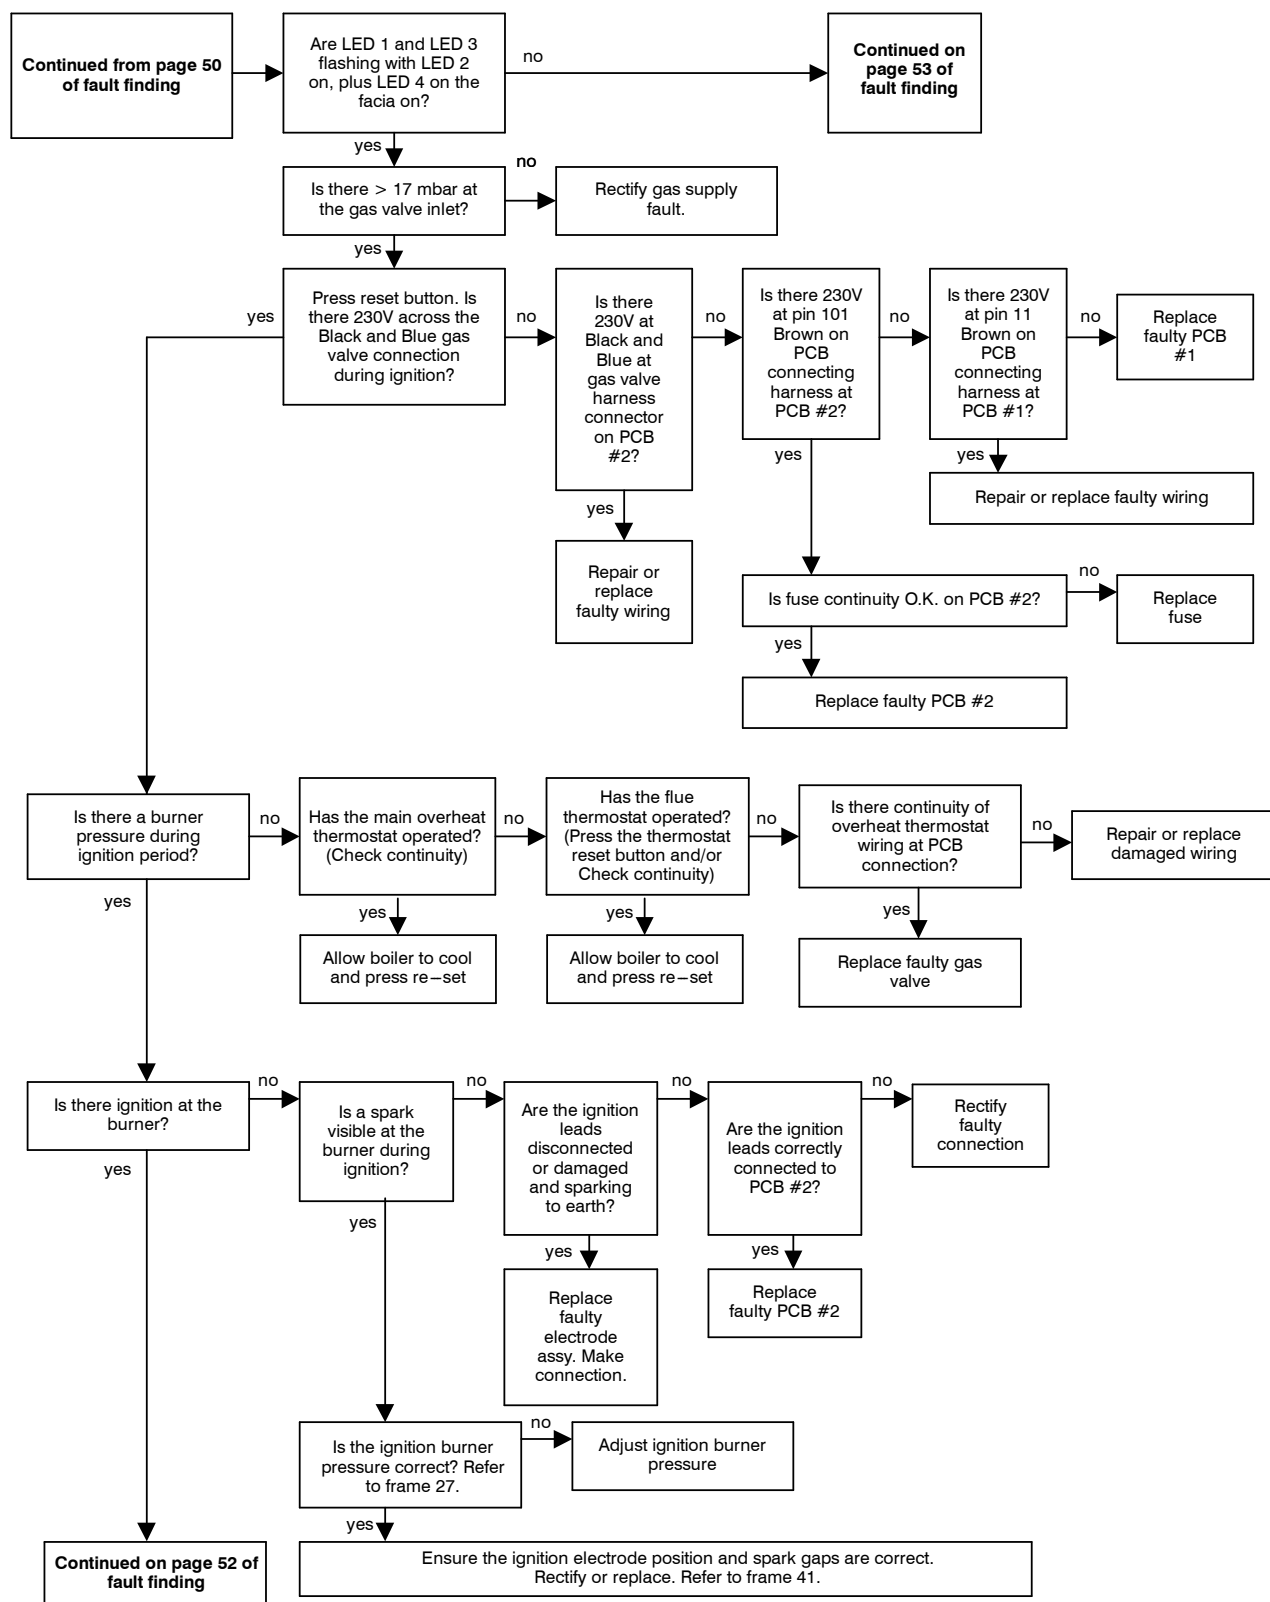 Continued from page 50
of fault finding
Are LED 1 and LED 3
flashing with LED 2
on, plus LED 4 on the
facia on?
no
Continued on
page 53 of
fault finding
yes
Is there > 17 mbar at
the gas valve inlet?
no
Rectify gas supply
fault.
yes
Press reset button. Is
there 230V across the
Black and Blue gas
valve connection
during ignition?
yes
no
Is there
230V at
Black and
Blue at
gas valve
harness
connector
on PCB
#2?
no
Is there 230V
at pin 101
Brown on
PCB
connecting
harness at
PCB #2?
no
Is there 230V
at pin 11
Brown on
PCB
connecting
harness at
PCB #1?
no
Replace
faulty PCB
#1
yes
Repair or replace faulty wiring
yes
Repair or
replace
faulty wiring
yes
Is fuse continuity O.K. on PCB #2?
no
Replace
fuse
yes
Replace faulty PCB #2
Is there a burner
pressure during
ignition period?
no
Has the main overheat
thermostat operated?
(Check continuity)
no
Has the flue
thermostat operated?
(Press the thermostat
reset button and/or
Check continuity)
no
Is there continuity of
overheat thermostat
wiring at PCB
connection?
no
Repair or replace
damaged wiring
yes
yes
Allow boiler to cool
and press re−set
yes
Allow boiler to cool
and press re−set
yes
Replace faulty gas
valve
Is there ignition at the
burner?
no
Is a spark
visible at the
burner during
ignition?
no
Are the ignition
leads
disconnected
or damaged
and sparking
to earth?
no
Are the ignition
leads correctly
connected to
PCB #2?
no
Rectify
faulty
connection
yes
yes
yes
Replace
faulty
electrode
assy. Make
connection.
yes
Replace
faulty PCB #2
Is the ignition burner
pressure correct? Refer
to frame 27.
no
Adjust ignition burner
pressure
yes
Continued on page 52 of
fault finding
Ensure the ignition electrode position and spark gaps are correct.
Rectify or replace. Refer to frame 41.